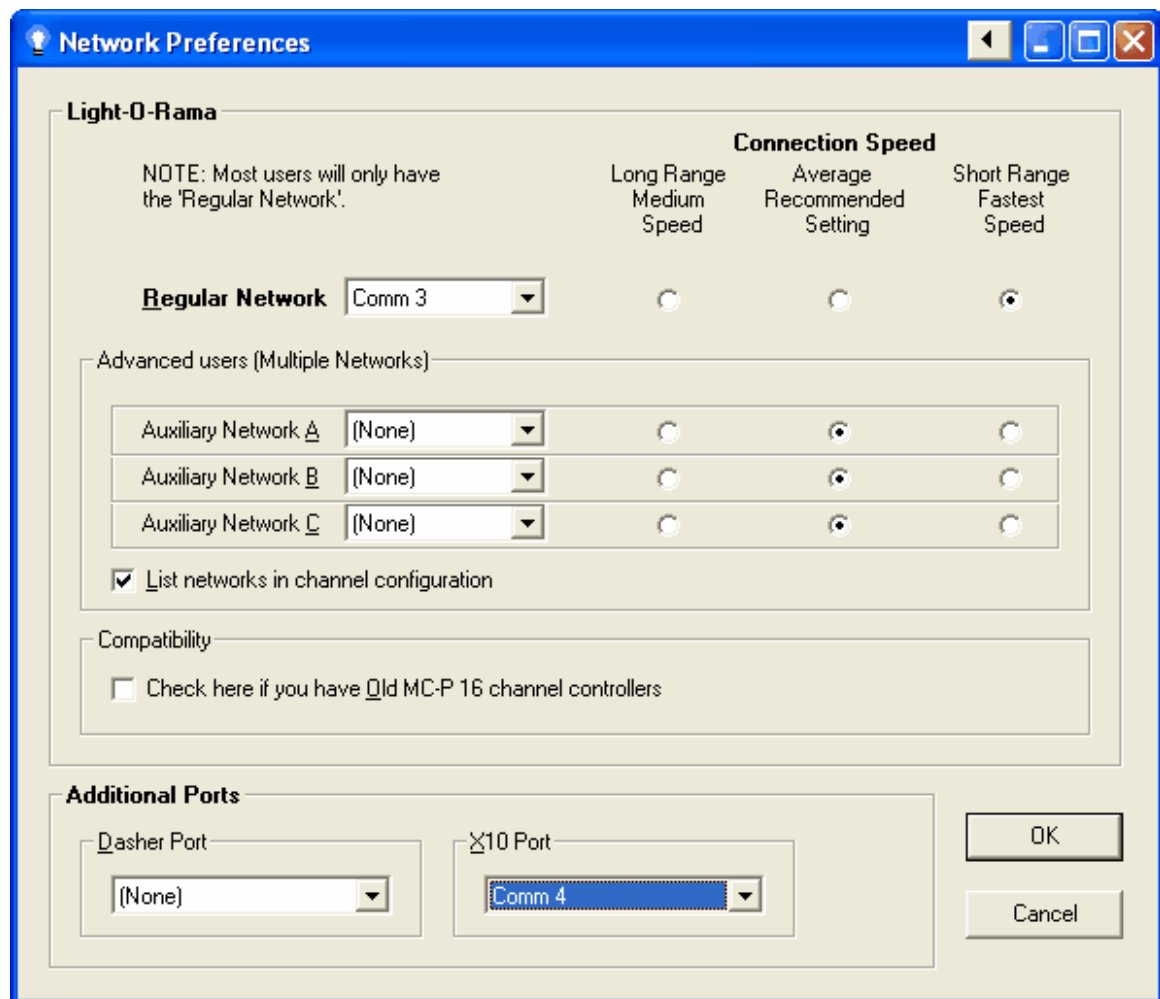 Network Preferences
Light-O-Rama
Connection Speed
NOTE: Most users will only have
the 'Regular Network'.
Long Range
Medium
Speed
Average
Recommended
Setting
Short Range
Fastest
Speed
Regular Network
Comm 3
Advanced users (Multiple Networks)
Auxiliary Network A
(None)
Auxiliary Network B
(None)
Auxiliary Network C
(None)
List networks in channel configuration
Compatibility
Check here if you have Old MC-P 16 channel controllers
Additional Ports
Dasher Port
(None)
X10 Port
Comm 4
OK
Cancel